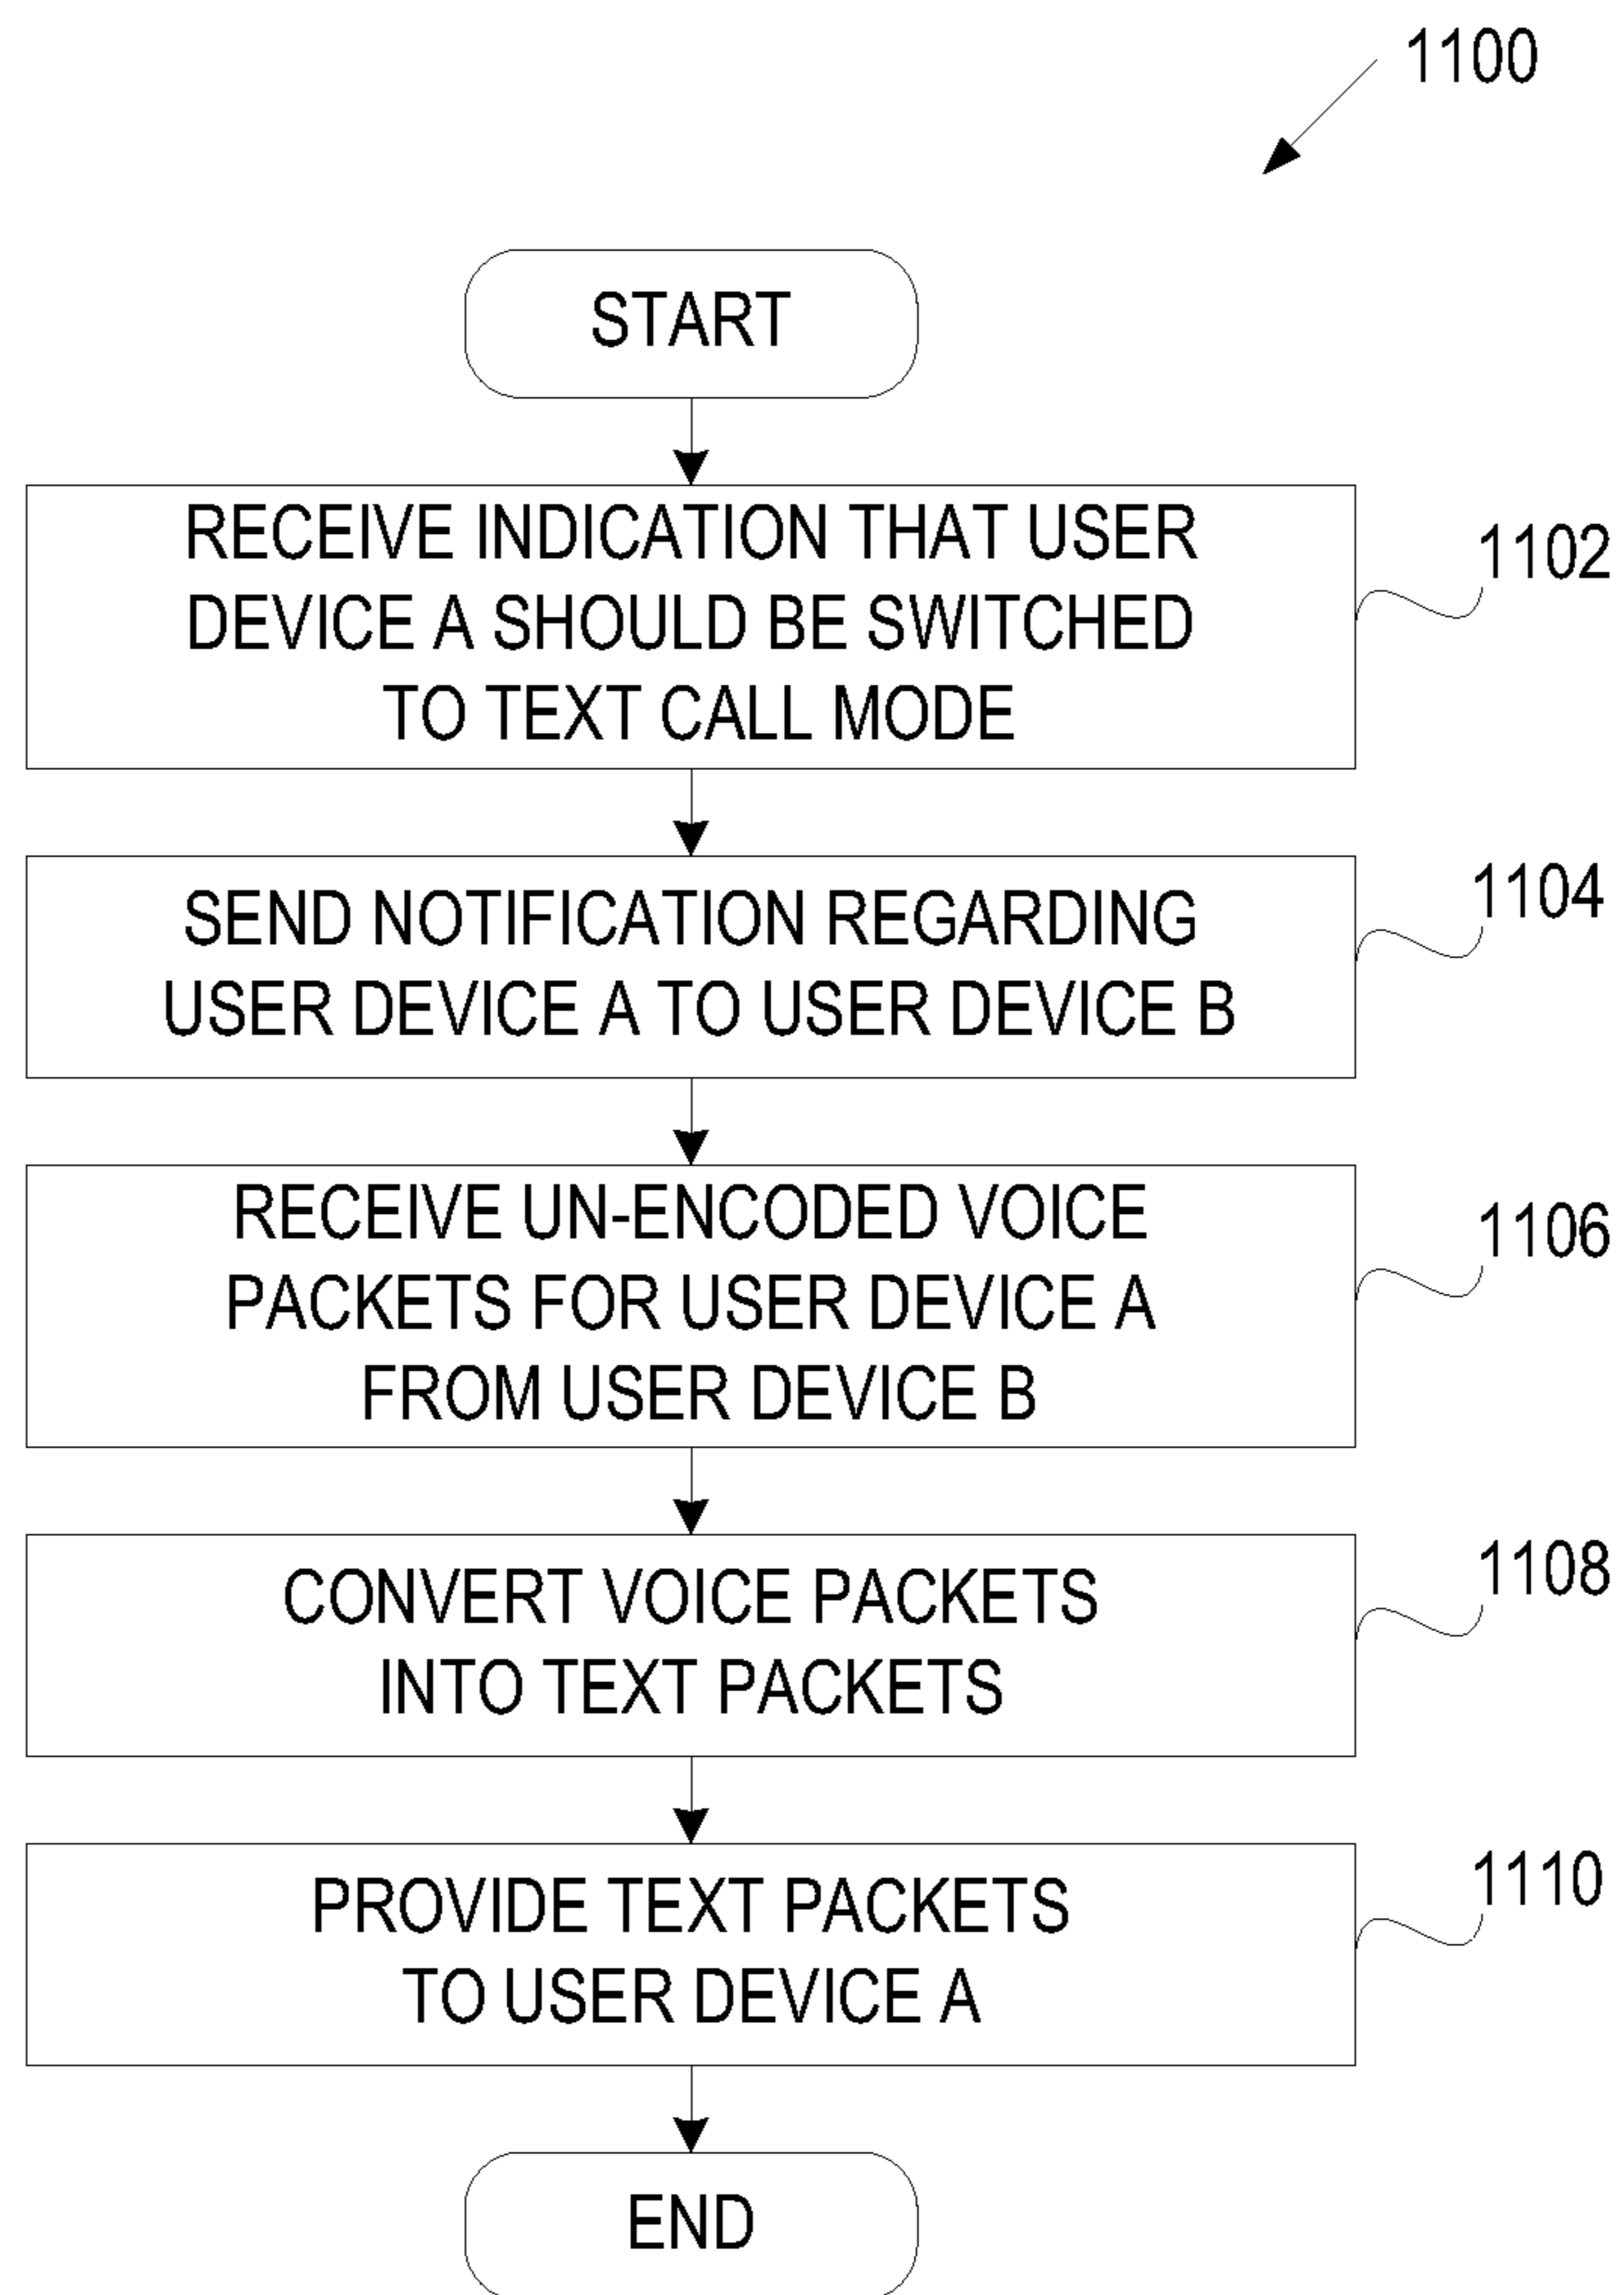 1100
START
RECEIVE INDICATION THAT USER
DEVICE A SHOULD BE SWITCHED
TO TEXT CALL MODE
1102
SEND NOTIFICATION REGARDING
USER DEVICE A TO USER DEVICE B
1104
RECEIVE UN-ENCODED VOICE
PACKETS FOR USER DEVICE A
FROM USER DEVICE B
1106
CONVERT VOICE PACKETS
INTO TEXT PACKETS
1108
PROVIDE TEXT PACKETS
TO USER DEVICE A
1110
END